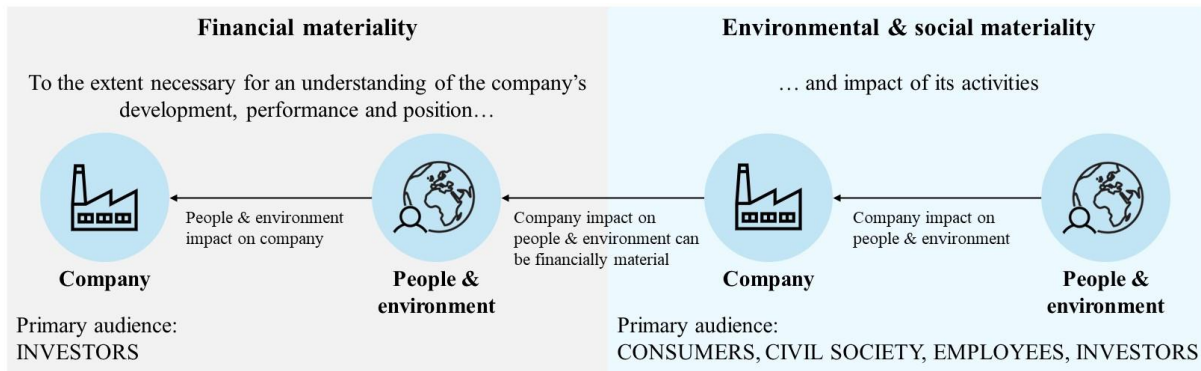 Financial materiality
To the extent necessary for an understanding of the company's
development, performance and position…
People & environment
impact on company
Company impact on
people & environment can
be financially material
Company
People &
environment
Primary audience:
INVESTORS
Environmental & social materiality
… and impact of its activities
Company impact on
people & environment
Company
People &
environment
Primary audience:
CONSUMERS, CIVIL SOCIETY, EMPLOYEES, INVESTORS